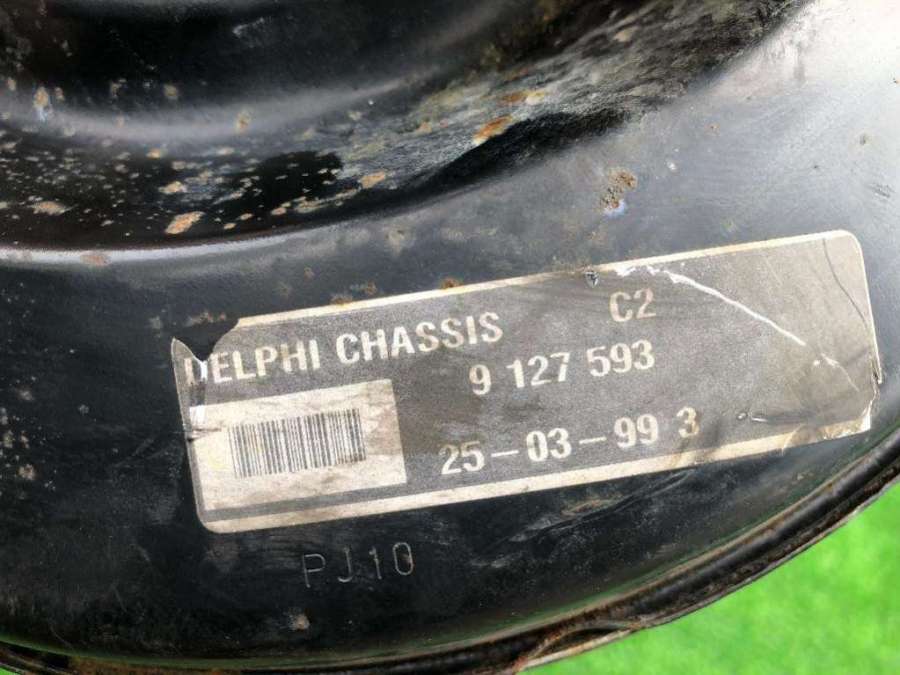 DELPHI CHASSIS C2
9 127 593
25-03-99 3
PJ10